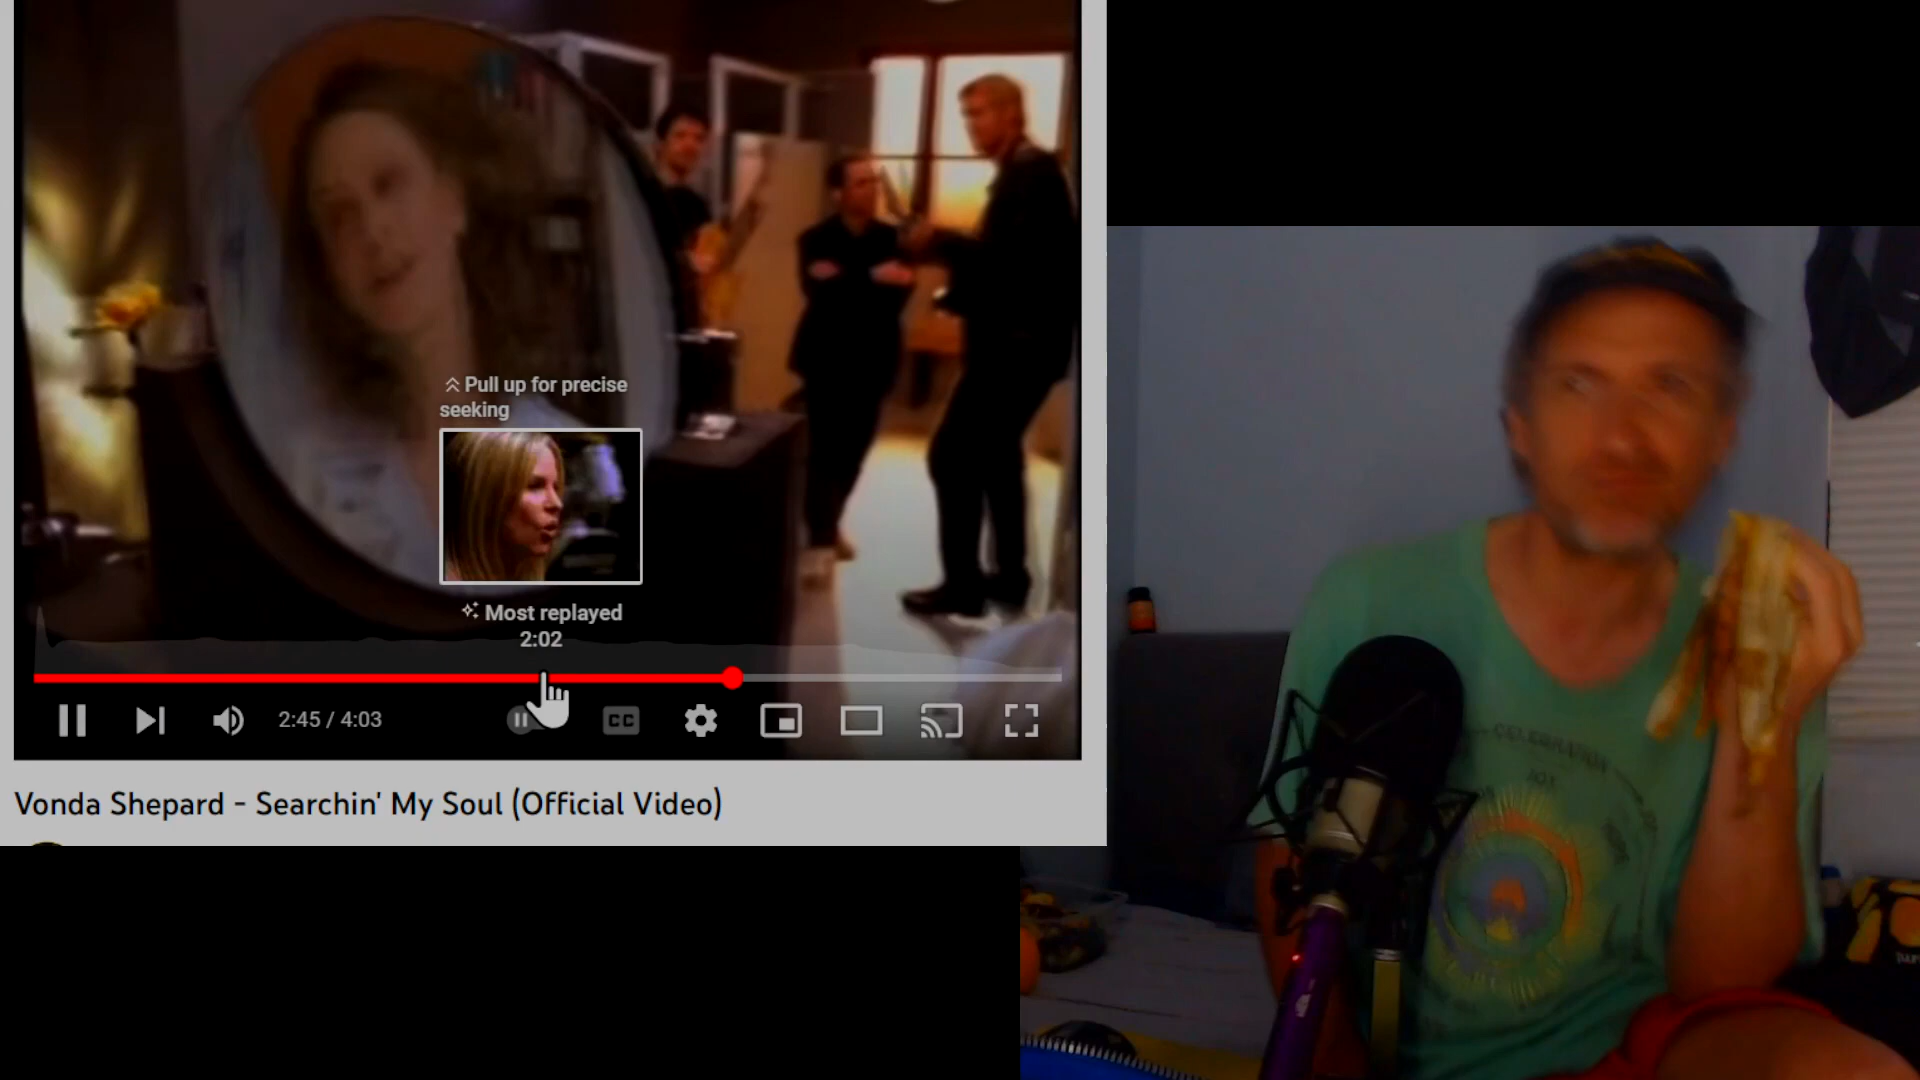 Pull up for precise
seeking
Most replayed
2:02
2:45 / 4:03
CC
Vonda Shepard - Searchin' My Soul (Official Video)
CELEBRATION